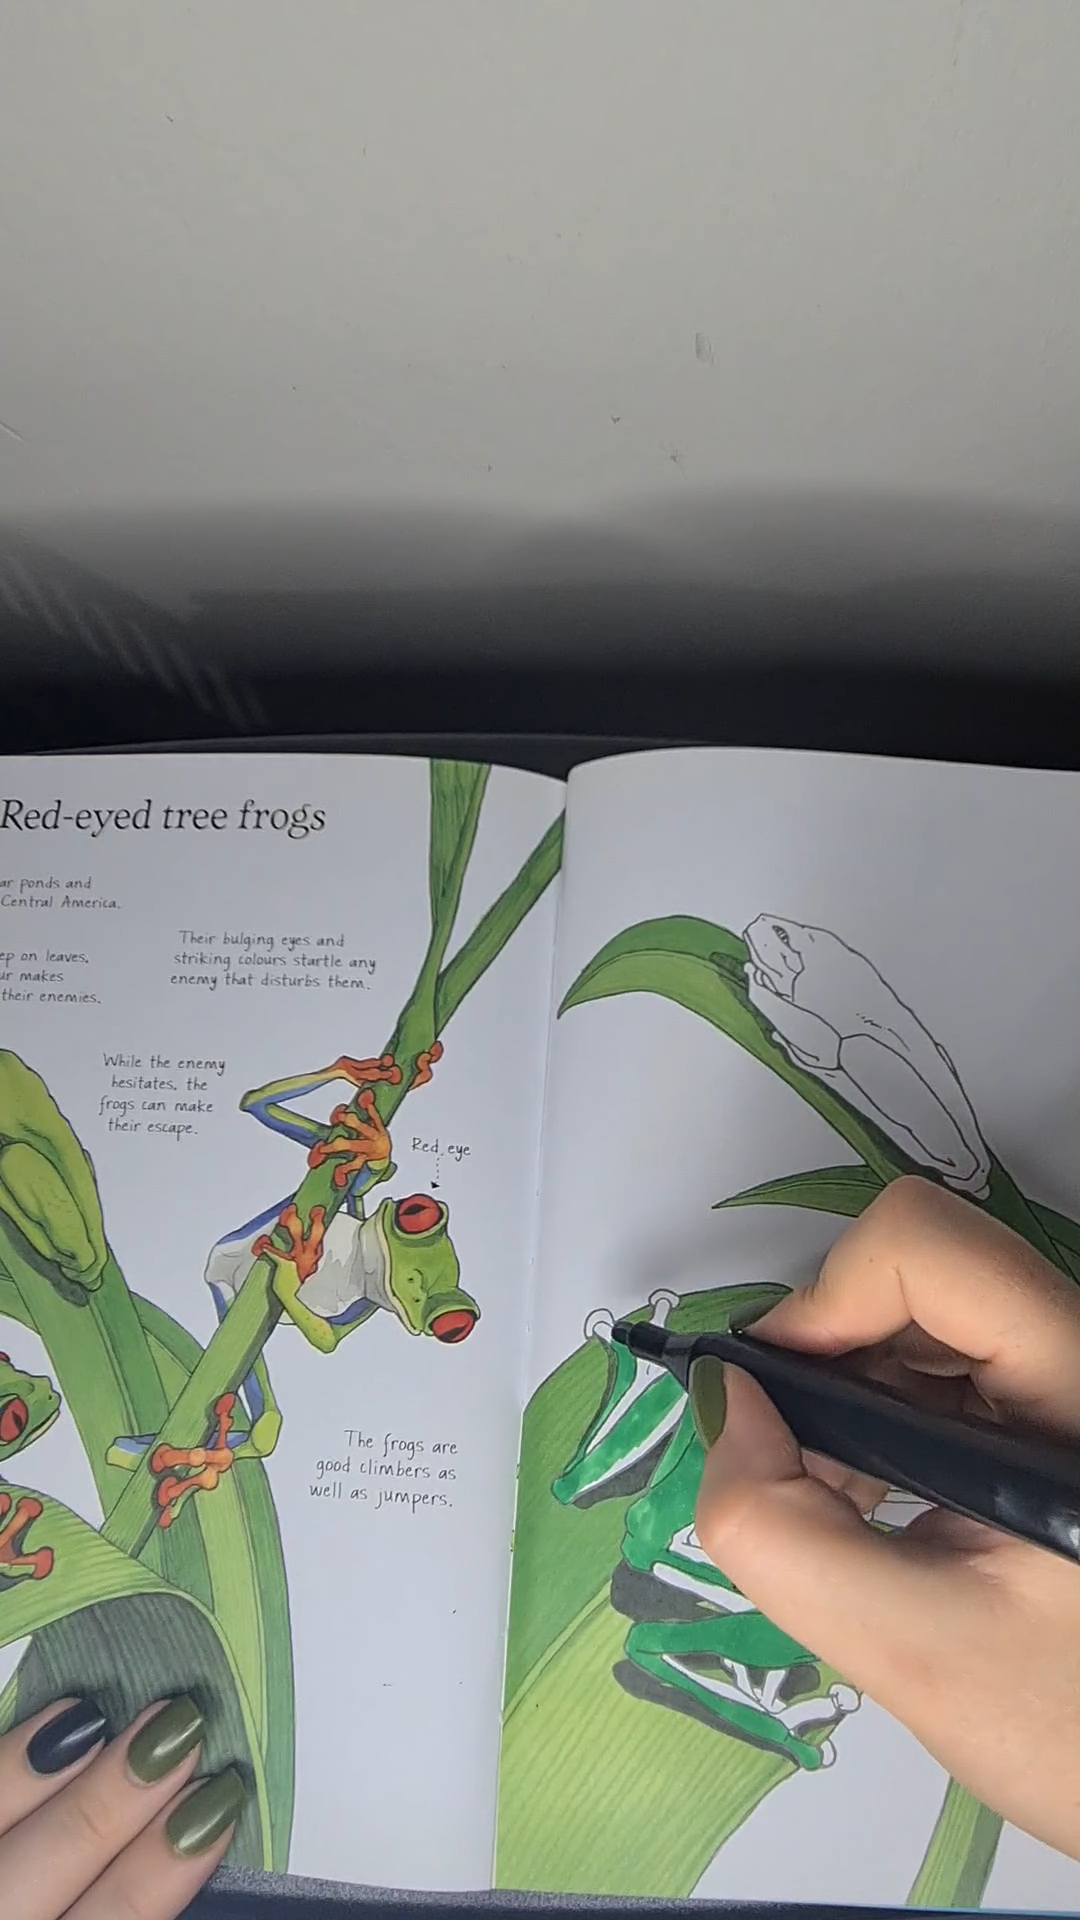 Red-eyed tree frogs
ar ponds and
Central America.
ep on leaves,
ur makes
their enemies.
Their bulging eyes and
striking colours startle any
enemy that disturbs them.
While the enemy
hesitates, the
frogs can make
their escape.
Red eye
The frogs are
good climbers as
well as jumpers.